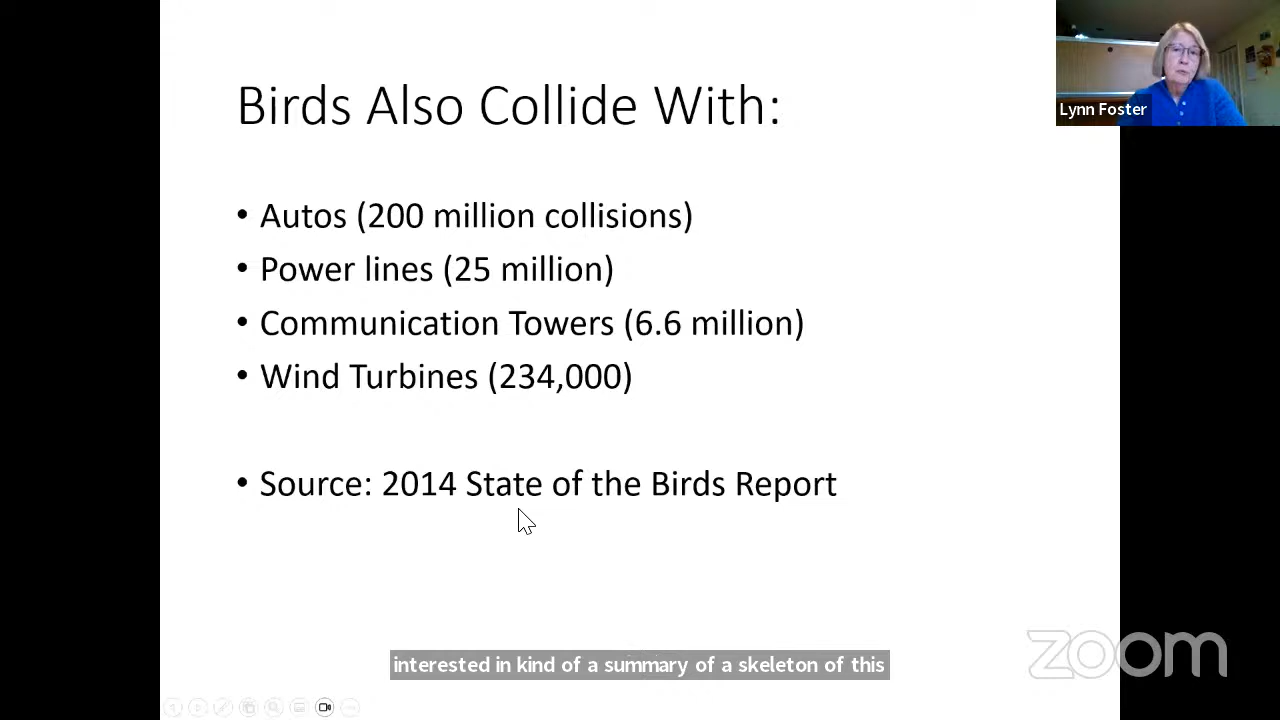 Birds Also Collide With:
Lynn Foster
• Autos (200 million collisions)
• Power lines (25 million)
• Communication Towers (6.6 million)
• Wind Turbines (234,000)
• Source: 2014 State of the Birds Report
interested in kind of a summary of a skeleton of this
zoom